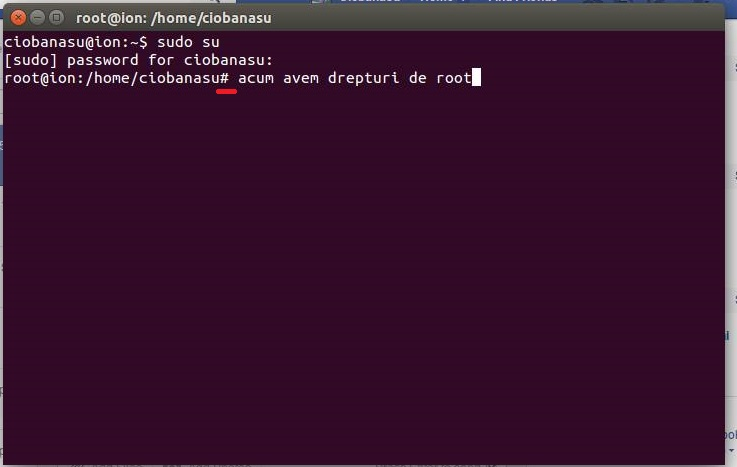 root@ion: /home/ciobanasu
ciobanasu@ion:~$ sudo su
[sudo] password for ciobanasu:
root@ion:/home/ciobanasu# acum avem drepturi de root